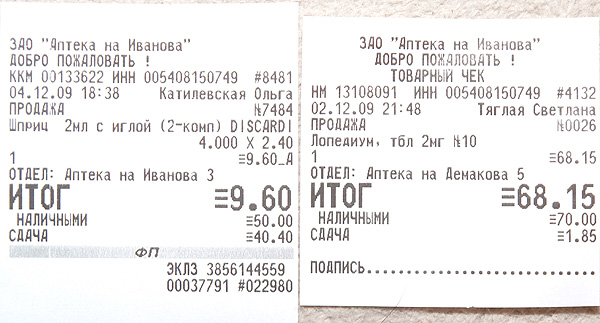 ЗАО "Аптека на Иванова"
ДОБРО ПОЖАЛОВАТЬ !
ККМ 00133622 ИНН 005408150749 #8481
04.12.09 18:38 Катилевская Ольга
ПРОДАЖА №7484
Шприц 2мл с иглой (2-комп) DISCARDI
4.000 X 2.40
1 ≡9.60_А
ОТДЕЛ: Аптека на Иванова 3
ИТОГ ≡9.60
НАЛИЧНЫМИ ≡50.00
СДАЧА ≡40.40
ФП
ЭКЛЗ 3856144559
00037791 #022980
ЗАО "Аптека на Иванова"
ДОБРО ПОЖАЛОВАТЬ !
ТОВАРНЫЙ ЧЕК
НМ 13108091 ИНН 005408150749 #4132
02.12.09 21:48 Тяглая Светлана
ПРОДАЖА №0026
Лопедиум, тбл 2мг №10
1 ≡68.15
ОТДЕЛ: Аптека на Демакова 5
ИТОГ ≡68.15
НАЛИЧНЫМИ ≡70.00
СДАЧА ≡1.85
ПОДПИСЬ..............................